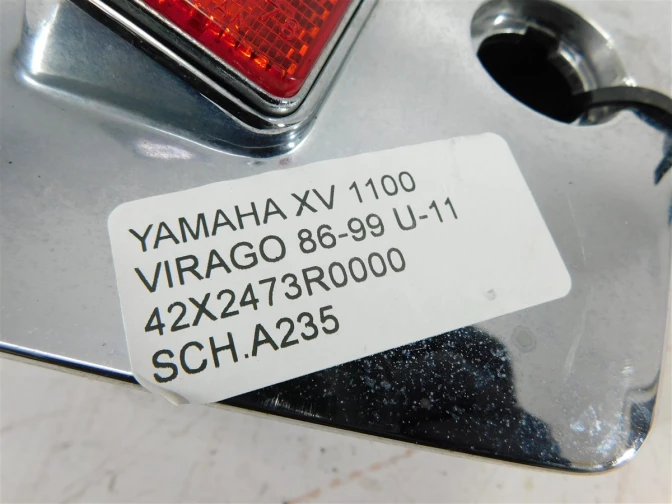 YAMAHA XV 1100
VIRAGO 86-99 U-11
42X2473R0000
SCH.A235